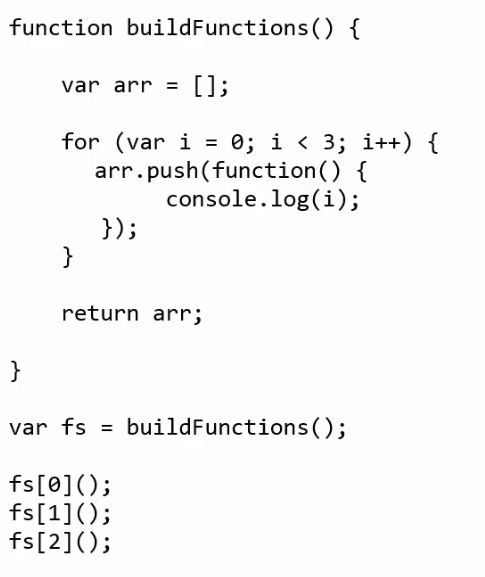 function buildFunctions() {
var arr = [];
for (var i = 0; i < 3; i++) {
arr.push(function() {
console.log(i);
});
}
return arr;
}
var fs = buildFunctions();
fs[0]();
fs[1]();
fs[2]();